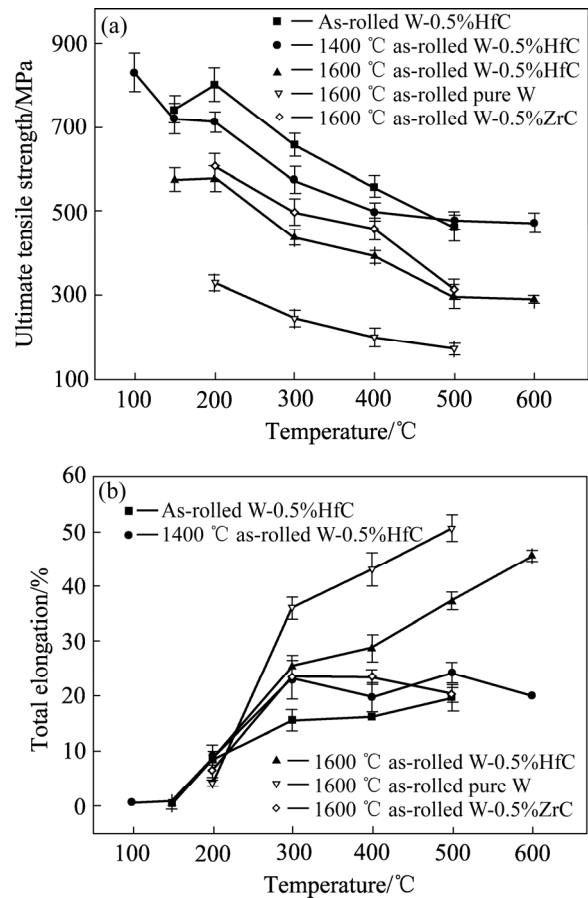 (a)
As-rolled W-0.5%HfC
1400 ℃ as-rolled W-0.5%HfC
1600 ℃ as-rolled W-0.5%HfC
1600 ℃ as-rolled pure W
1600 ℃ as-rolled W-0.5%ZrC
Ultimate tensile strength/MPa
900
700
500
300
100
100 200 300 400 500 600
Temperature/℃
(b)
As-rolled W-0.5%HfC
1400 ℃ as-rolled W-0.5%HfC
Total elongation/%
60
50
40
30
20
10
0
1600 ℃ as-rolled W-0.5%HfC
1600 ℃ as-rollcd purc W
1600 ℃ as-rolled W-0.5%ZrC
100 200 300 400 500 600
Temperature/℃